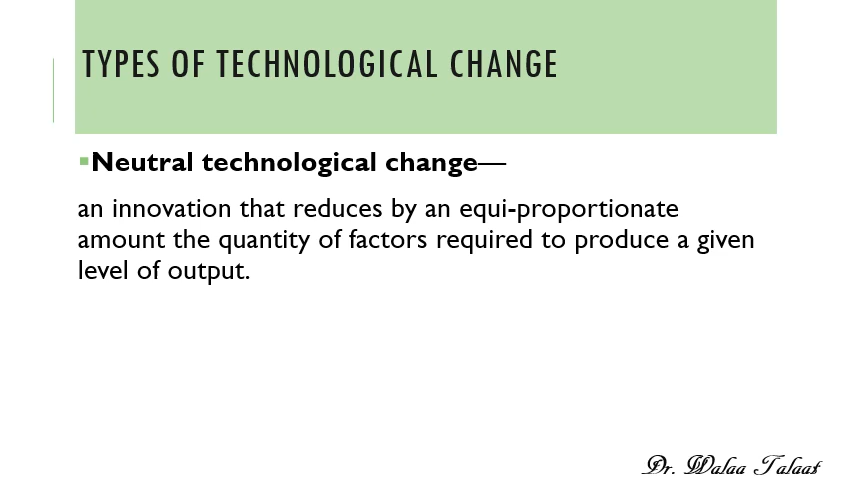 TYPES OF TECHNOLOGICAL CHANGE
Neutral technological change—
an innovation that reduces by an equi-proportionate
amount the quantity of factors required to produce a given
level of output.
Dr. Walaa Talaat